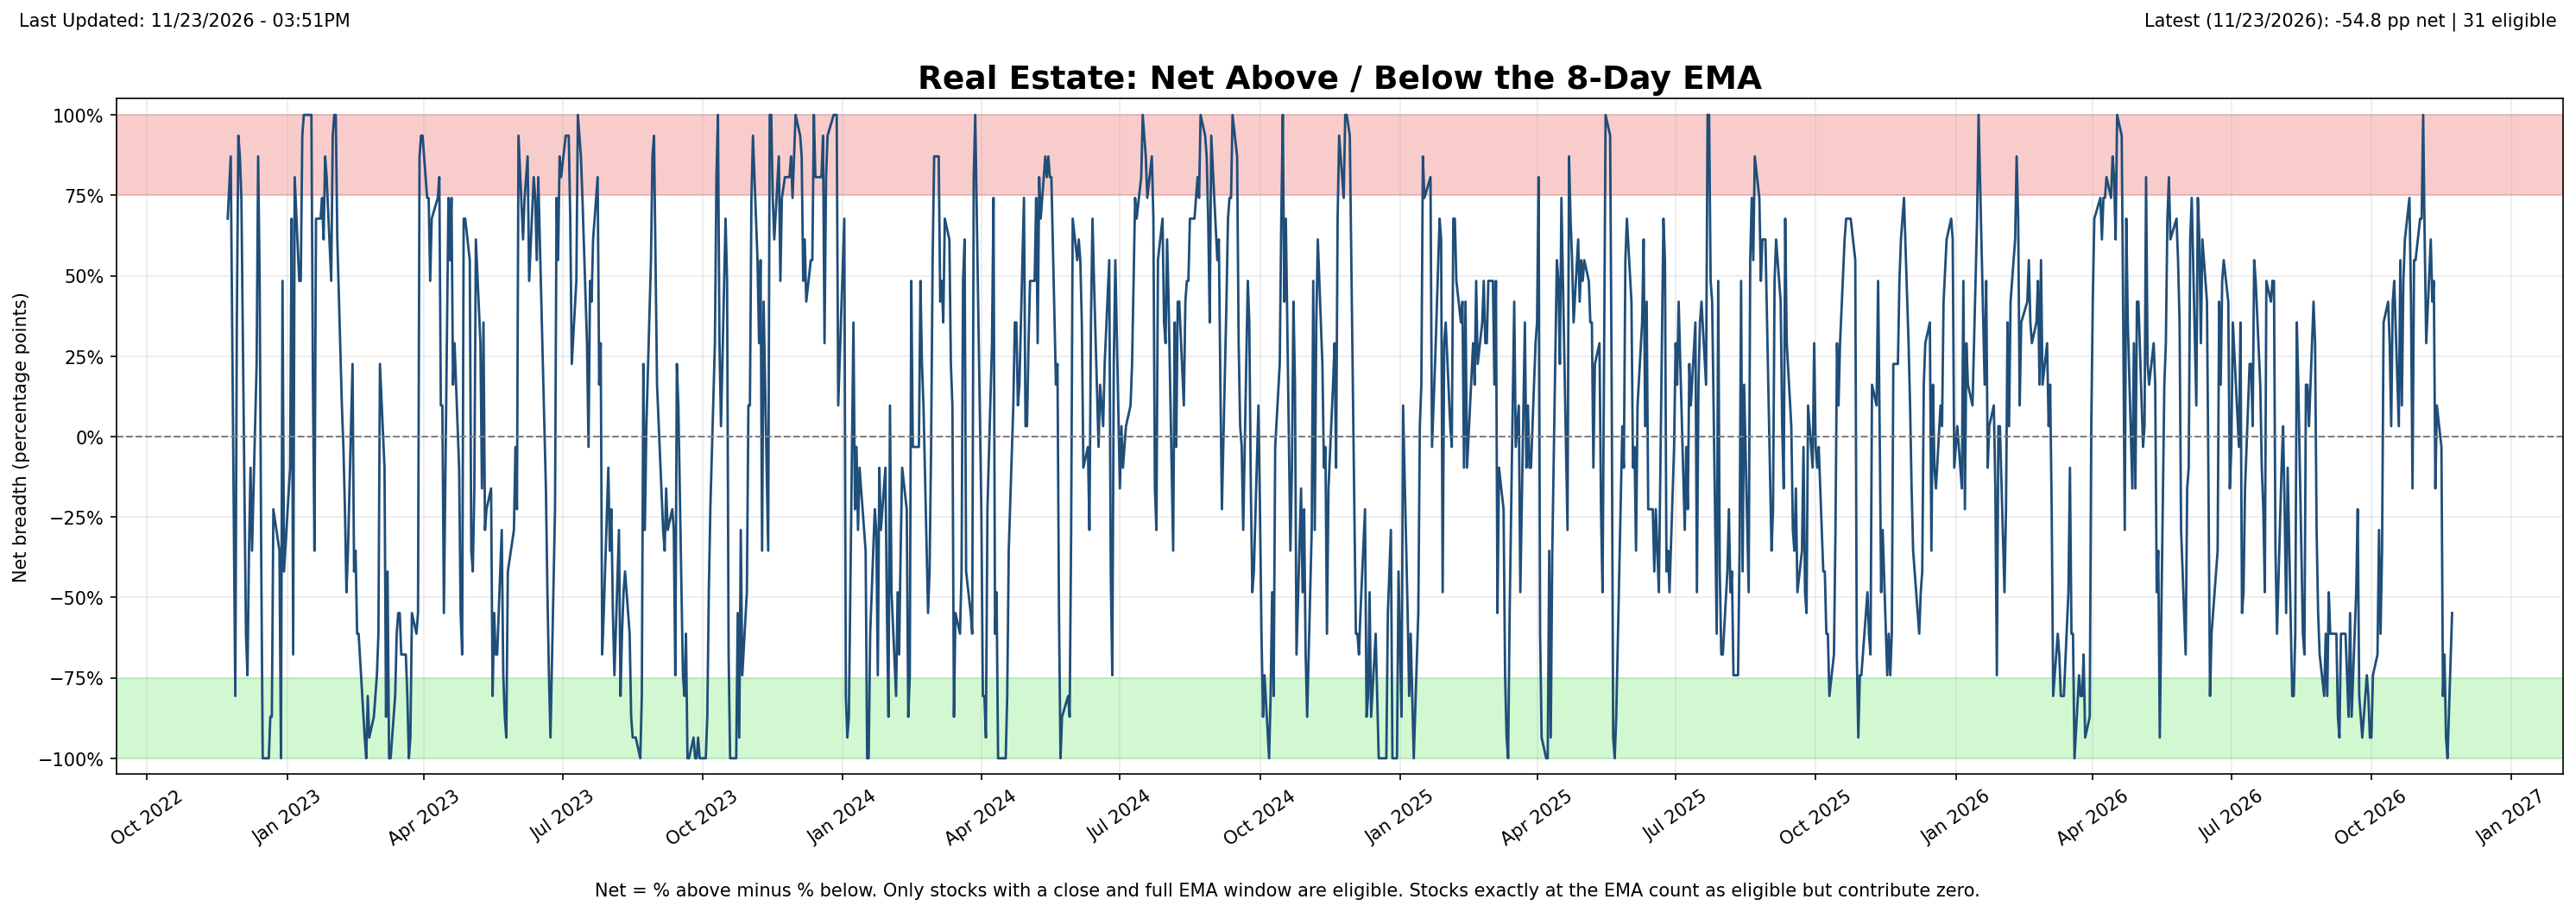 Last Updated: 11/23/2026 - 03:51PM
Latest (11/23/2026): -54.8 pp net | 31 eligible
Real Estate: Net Above / Below the 8-Day EMA
Net breadth (percentage points)
100%
75%
50%
25%
0%
−25%
−50%
−75%
−100%
Oct 2022
Jan 2023
Apr 2023
Jul 2023
Oct 2023
Jan 2024
Apr 2024
Jul 2024
Oct 2024
Jan 2025
Apr 2025
Jul 2025
Oct 2025
Jan 2026
Apr 2026
Jul 2026
Oct 2026
Jan 2027
Net = % above minus % below. Only stocks with a close and full EMA window are eligible. Stocks exactly at the EMA count as eligible but contribute zero.